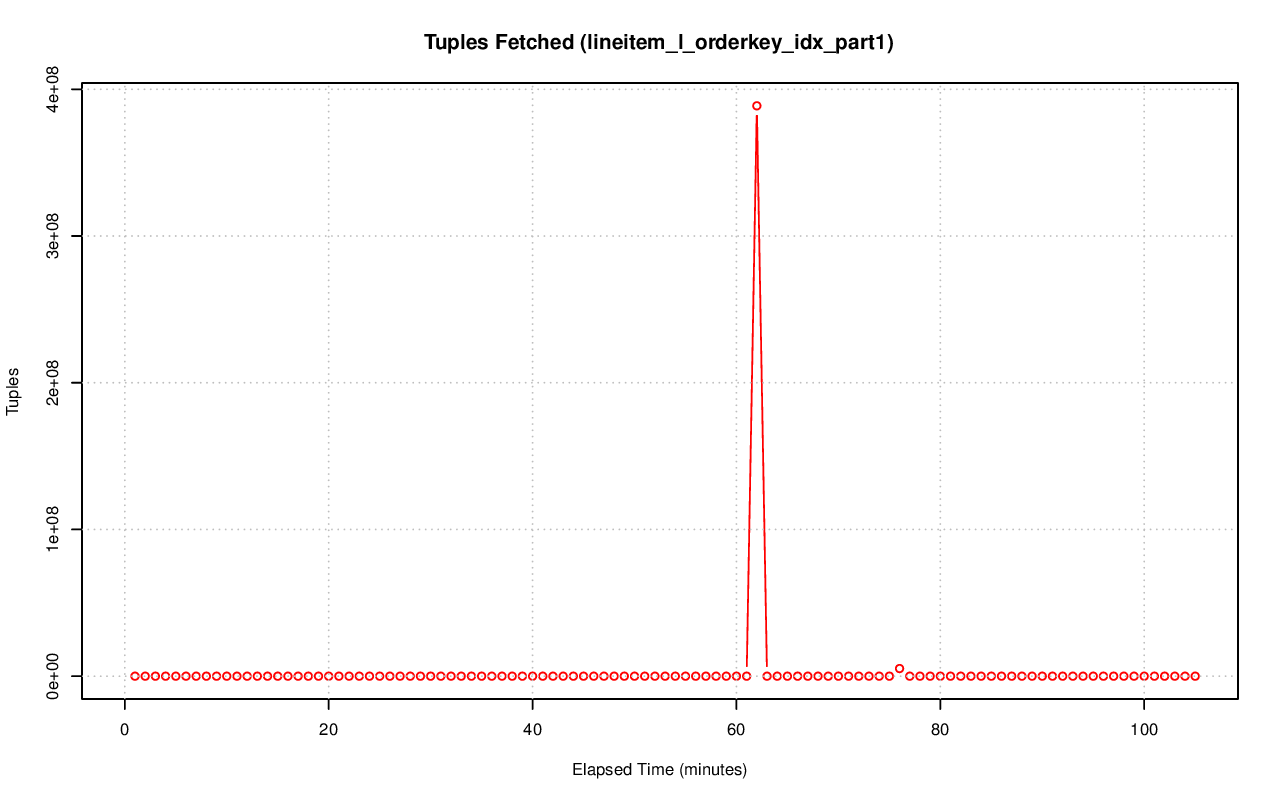 Tuples Fetched (lineitem_l_orderkey_idx_part1)
4e+08
3e+08
2e+08
1e+08
0e+00
Tuples
0 20 40 60 80 100
Elapsed Time (minutes)